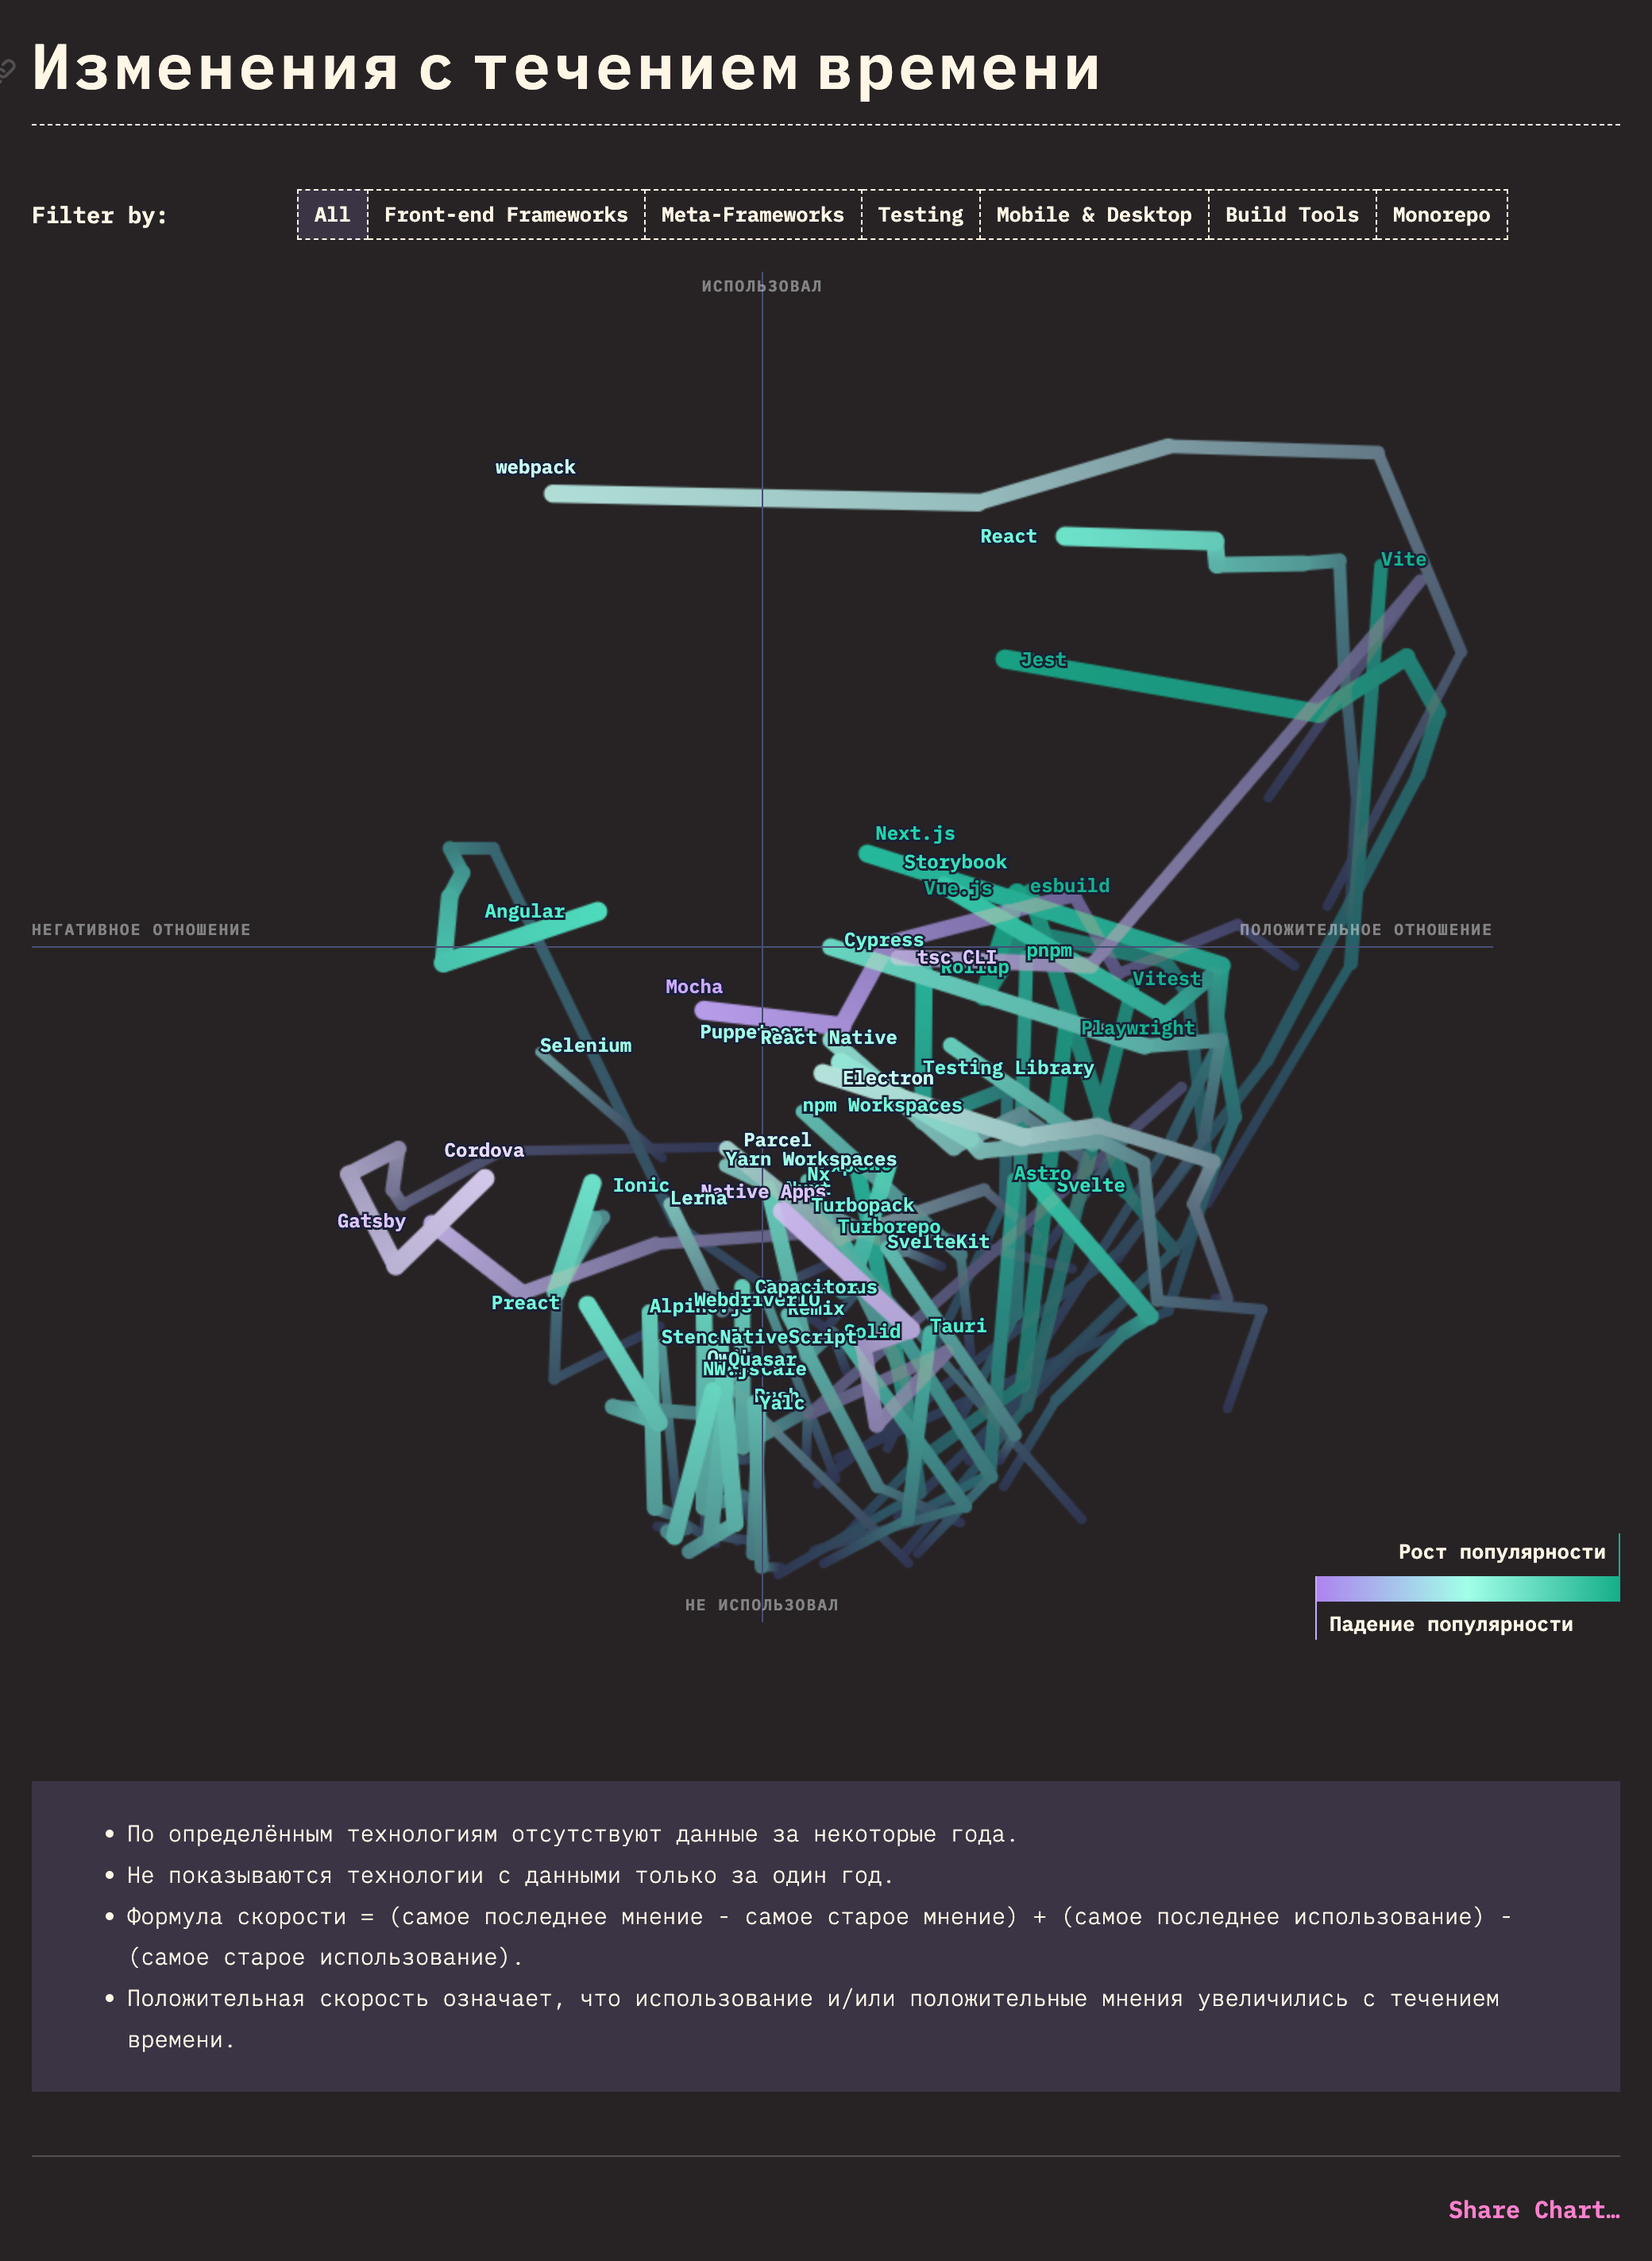 Изменения с течением времени
Filter by:
All
Front-end Frameworks
Meta-Frameworks
Testing
Mobile & Desktop
Build Tools
Monorepo
ИСПОЛЬЗОВАЛ
webpack
React
Vite
Jest
Next.js
Storybook
Vue.js
esbuild
Angular
НЕГАТИВНОЕ ОТНОШЕНИЕ
ПОЛОЖИТЕЛЬНОЕ ОТНОШЕНИЕ
Cypress
pnpm
tsc CLI
Rollup
Vitest
Mocha
Playwright
Puppeteer
React Native
Selenium
Testing Library
Electron
npm Workspaces
Parcel
Cordova
Yarn Workspaces
Nx
Astro
Svelte
Ionic
Native Apps
Lerna
Turbopack
Gatsby
Turborepo
SvelteKit
Capacitor
Preact
WebdriverIO
Alpine.js
Remix
Tauri
Solid
NativeScript
Quasar
NW.js
Rush
Yalc
Рост популярности
НЕ ИСПОЛЬЗОВАЛ
Падение популярности
• По определённым технологиям отсутствуют данные за некоторые года.
• Не показываются технологии с данными только за один год.
• Формула скорости = (самое последнее мнение - самое старое мнение) + (самое последнее использование) -
(самое старое использование).
• Положительная скорость означает, что использование и/или положительные мнения увеличились с течением
времени.
Share Chart…